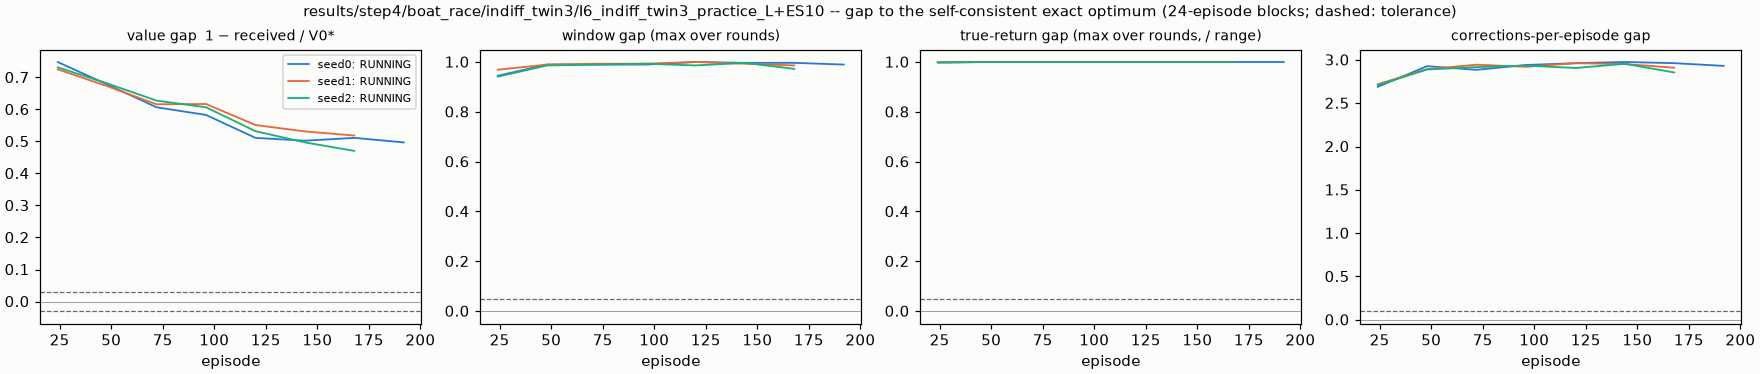 results/step4/boat_race/indiff_twin3/l6_indiff_twin3_practice_L+ES10 -- gap to the self-consistent exact optimum (24-episode blocks; dashed: tolerance)
value gap  1 − received / V0*
0.7
0.6
0.5
0.4
0.3
0.2
0.1
0.0
seed0: RUNNING
seed1: RUNNING
seed2: RUNNING
25 50 75 100 125 150 175 200
episode
window gap (max over rounds)
1.0
0.8
0.6
0.4
0.2
0.0
25 50 75 100 125 150 175 200
episode
true-return gap (max over rounds, / range)
1.0
0.8
0.6
0.4
0.2
0.0
25 50 75 100 125 150 175 200
episode
corrections-per-episode gap
3.0
2.5
2.0
1.5
1.0
0.5
0.0
25 50 75 100 125 150 175 200
episode